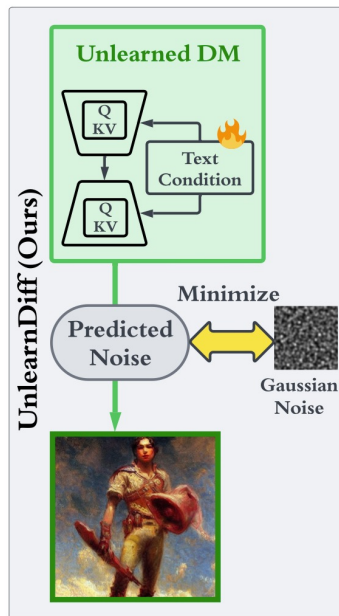 Unlearned DM
Q
KV
Text
Condition
Q
KV
UnlearnDiff (Ours)
Minimize
Predicted
Noise
Gaussian
Noise